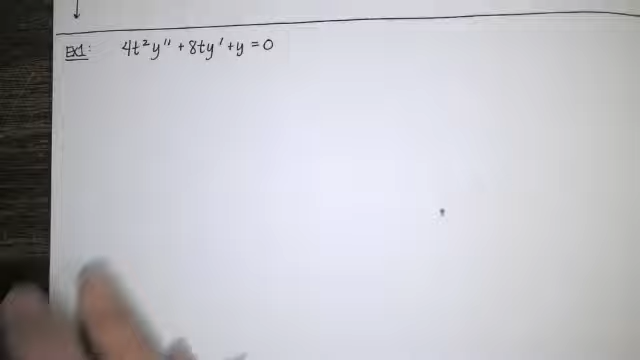 EX1: 4t²y'' + 8ty' + y = 0